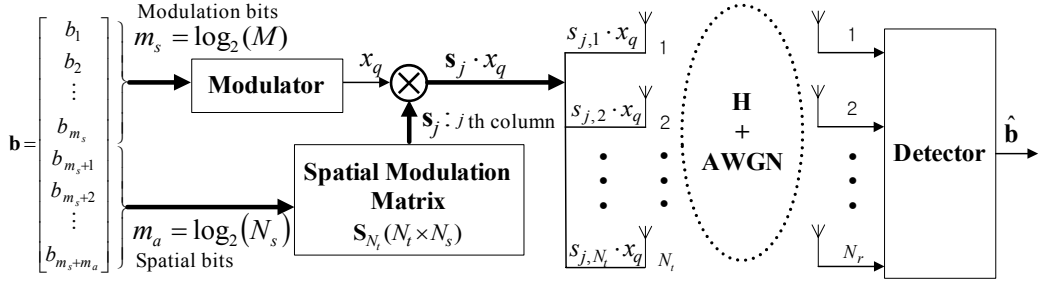 Modulation bits
m_s = log_2(M)
b =
b_1
b_2
⋮
b_{m_s}
b_{m_s+1}
b_{m_s+2}
⋮
b_{m_s+m_a}
m_a = log_2(N_s)
Spatial bits
Modulator
x_q
s_j · x_q
s_j : j th column
Spatial Modulation
Matrix
S_{N_t}(N_t × N_s)
s_{j,1} · x_q
1
s_{j,2} · x_q
2
s_{j,N_t} · x_q
N_t
H
+
AWGN
1
2
N_r
Detector
b̂